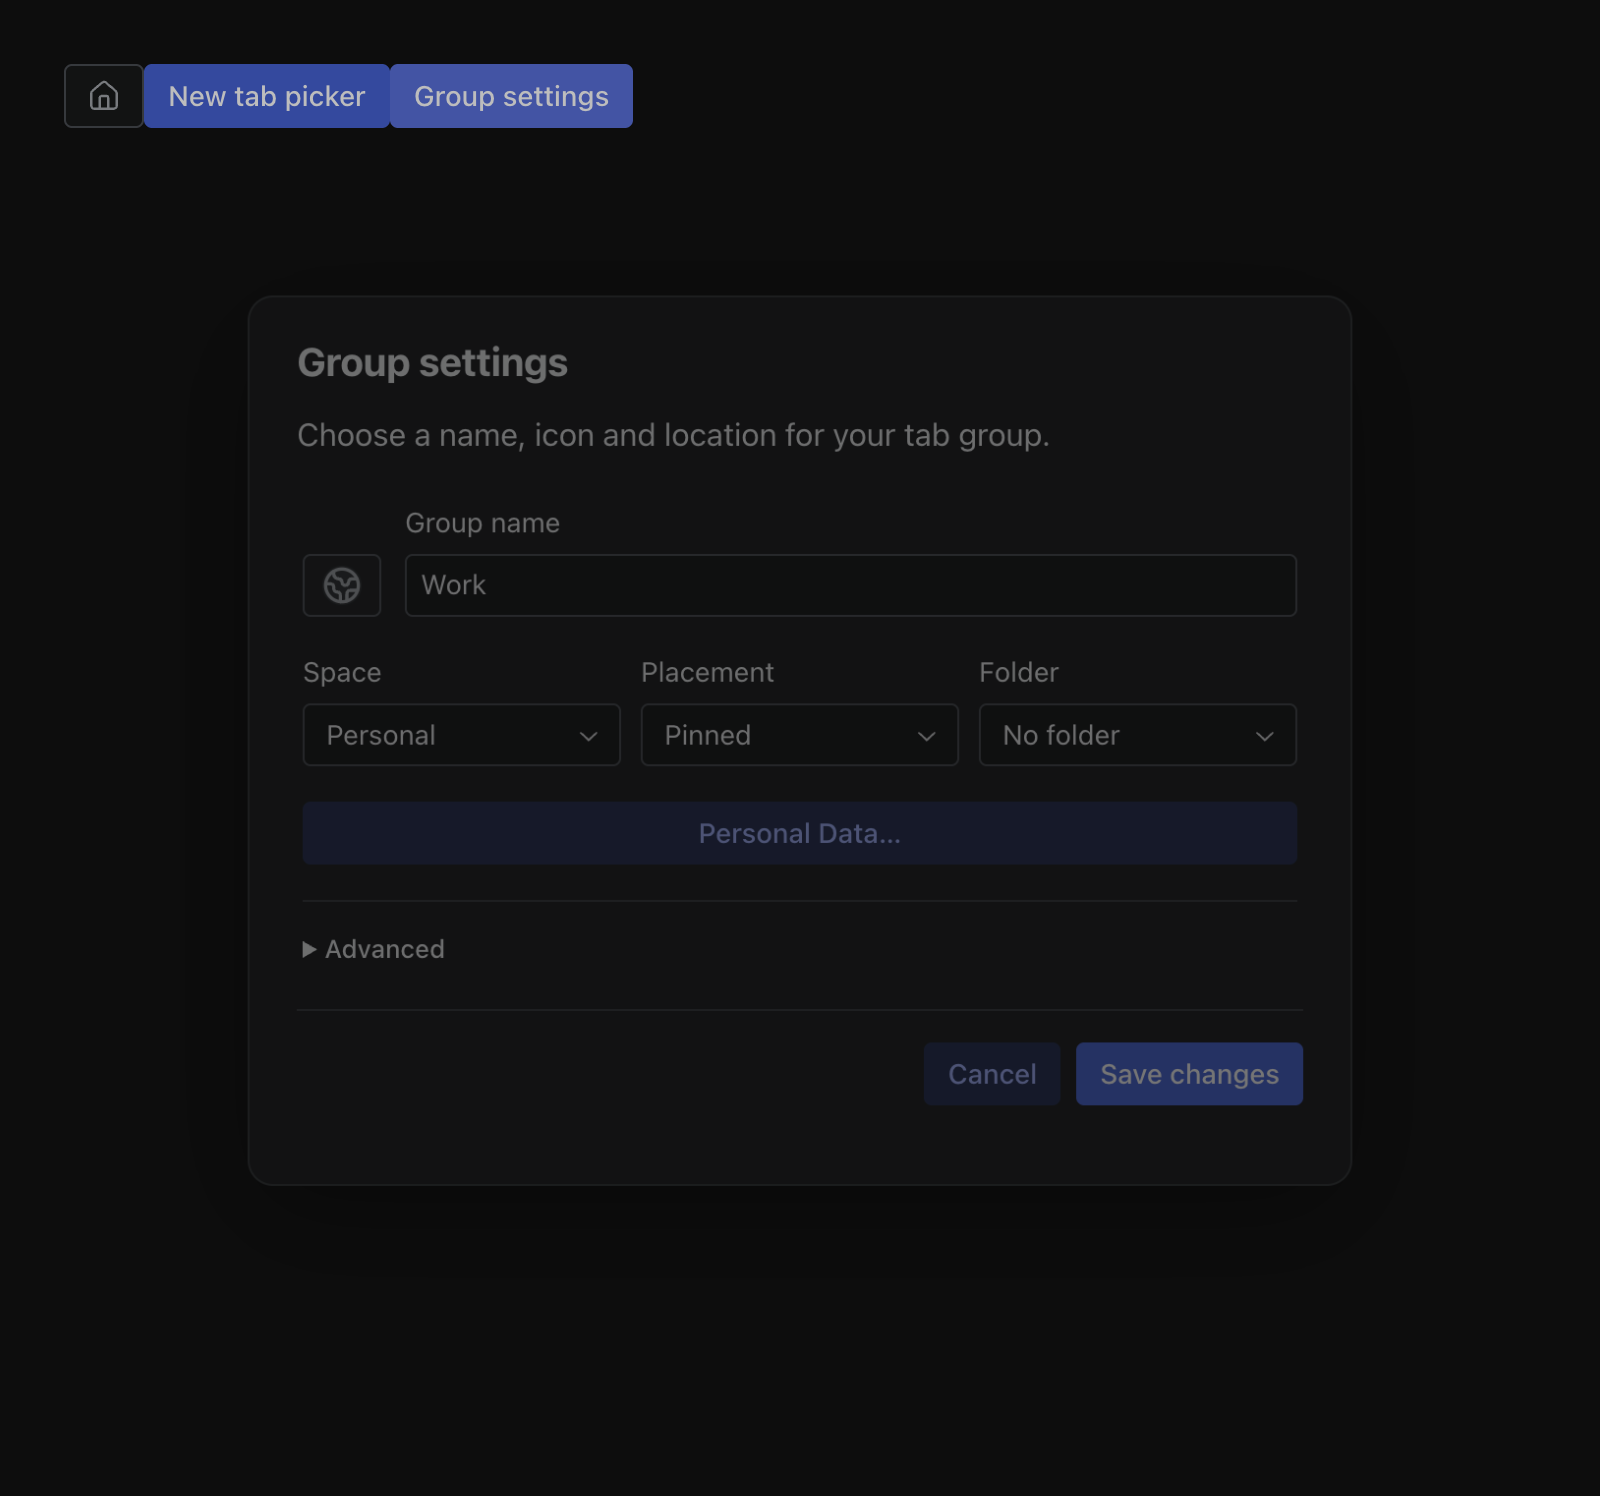 New tab picker
Group settings
Group settings
Choose a name, icon and location for your tab group.
Group name
Work
Space
Placement
Folder
Personal
Pinned
No folder
Personal Data...
Advanced
Cancel
Save changes